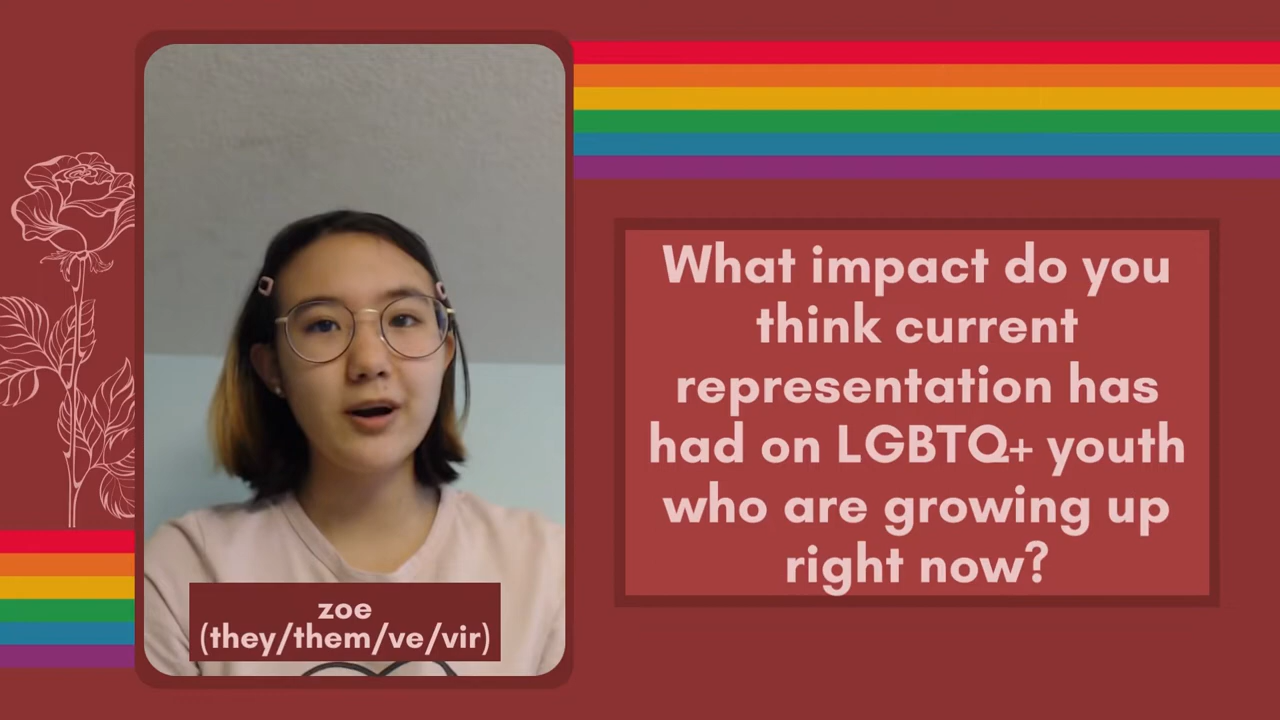 What impact do you
think current
representation has
had on LGBTQ+ youth
who are growing up
right now?
zoe
(they/them/ve/vir)